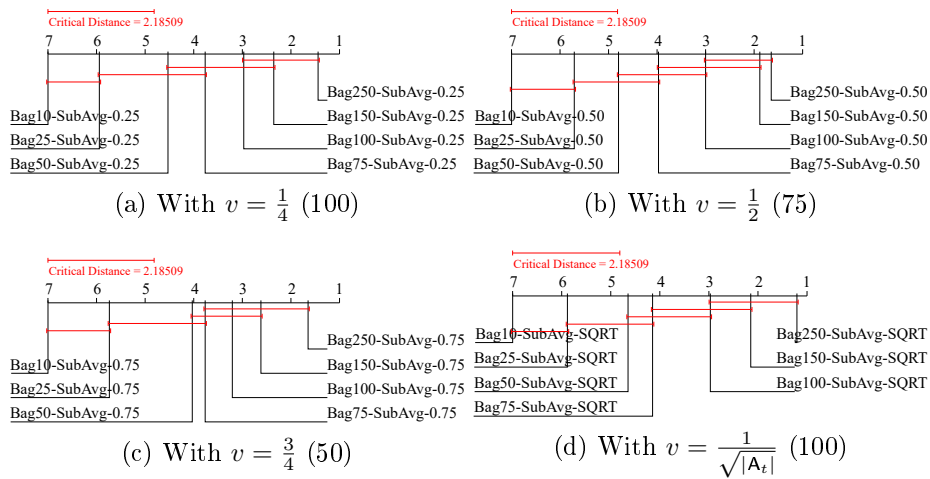 Critical Distance = 2.18509
7 6 5 4 3 2 1
Bag250-SubAvg-0.25
Bag10-SubAvg-0.25 Bag150-SubAvg-0.25
Bag25-SubAvg-0.25 Bag100-SubAvg-0.25
Bag50-SubAvg-0.25 Bag75-SubAvg-0.25
(a) With v = 1/4 (100)
Critical Distance = 2.18509
7 6 5 4 3 2 1
Bag250-SubAvg-0.50
Bag10-SubAvg-0.50 Bag150-SubAvg-0.50
Bag25-SubAvg-0.50 Bag100-SubAvg-0.50
Bag50-SubAvg-0.50 Bag75-SubAvg-0.50
(b) With v = 1/2 (75)
Critical Distance = 2.18509
7 6 5 4 3 2 1
Bag250-SubAvg-0.75
Bag10-SubAvg-0.75 Bag150-SubAvg-0.75
Bag25-SubAvg-0.75 Bag100-SubAvg-0.75
Bag50-SubAvg-0.75 Bag75-SubAvg-0.75
(c) With v = 3/4 (50)
Critical Distance = 2.18509
7 6 5 4 3 2 1
Bag10-SubAvg-SQRT Bag250-SubAvg-SQRT
Bag25-SubAvg-SQRT Bag150-SubAvg-SQRT
Bag50-SubAvg-SQRT Bag100-SubAvg-SQRT
Bag75-SubAvg-SQRT
(d) With v = 1/√|A_t| (100)